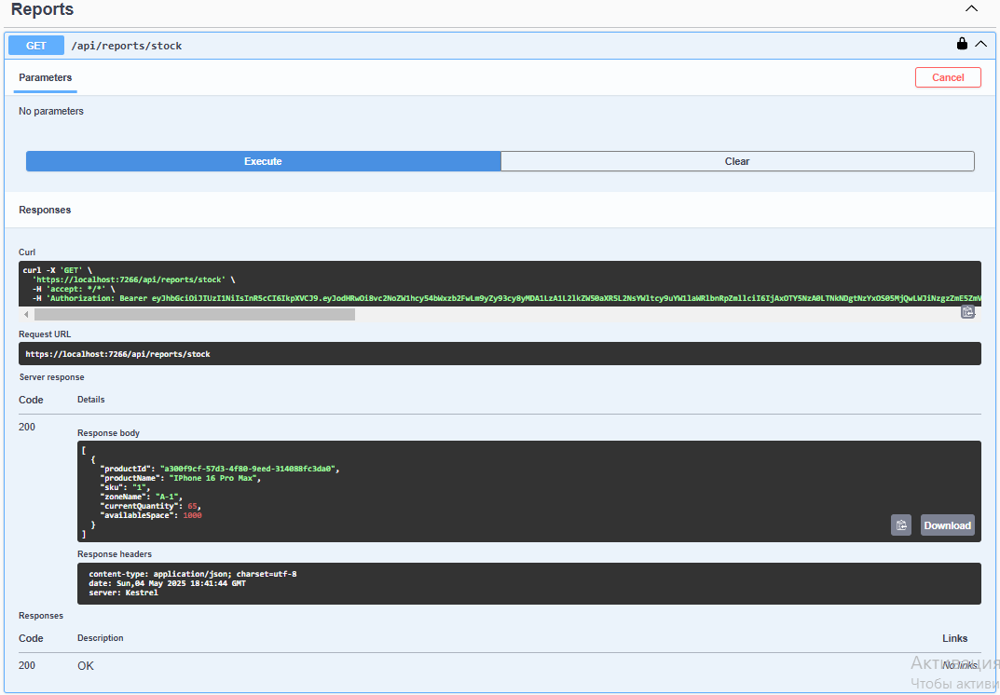 Reports
GET /api/reports/stock
Parameters
Cancel
No parameters
Execute
Clear
Responses
Curl
curl -X 'GET' \
'https://localhost:7266/api/reports/stock' \
-H 'accept: */*' \
-H 'Authorization: Bearer
Request URL
https://localhost:7266/api/reports/stock
Server response
Code Details
200
Response body
[
{
"productId": "a300f9cf-57d3-4f80-9eed-314088fc3da0",
"productName": "IPhone 16 Pro Max",
"sku": "1",
"zoneName": "A-1",
"currentQuantity": 65,
"availableSpace": 1000
}
]
Download
Response headers
content-type: application/json; charset=utf-8
date: Sun,04 May 2025 18:41:44 GMT
server: Kestrel
Responses
Code Description Links
200 OK No links
Активация
Чтобы активи